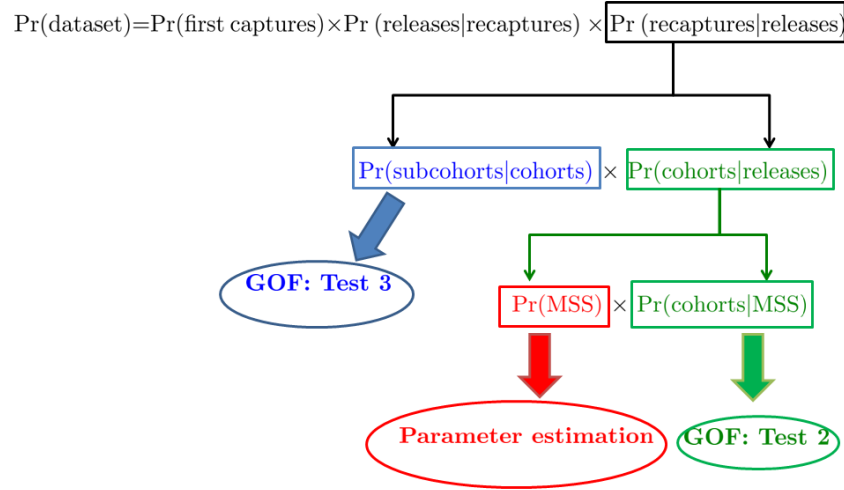 Pr(dataset)=Pr(first captures)×Pr (releases|recaptures) × Pr (recaptures|releases)
Pr(subcohorts|cohorts) × Pr(cohorts|releases)
GOF: Test 3
Pr(MSS) × Pr(cohorts|MSS)
Parameter estimation GOF: Test 2